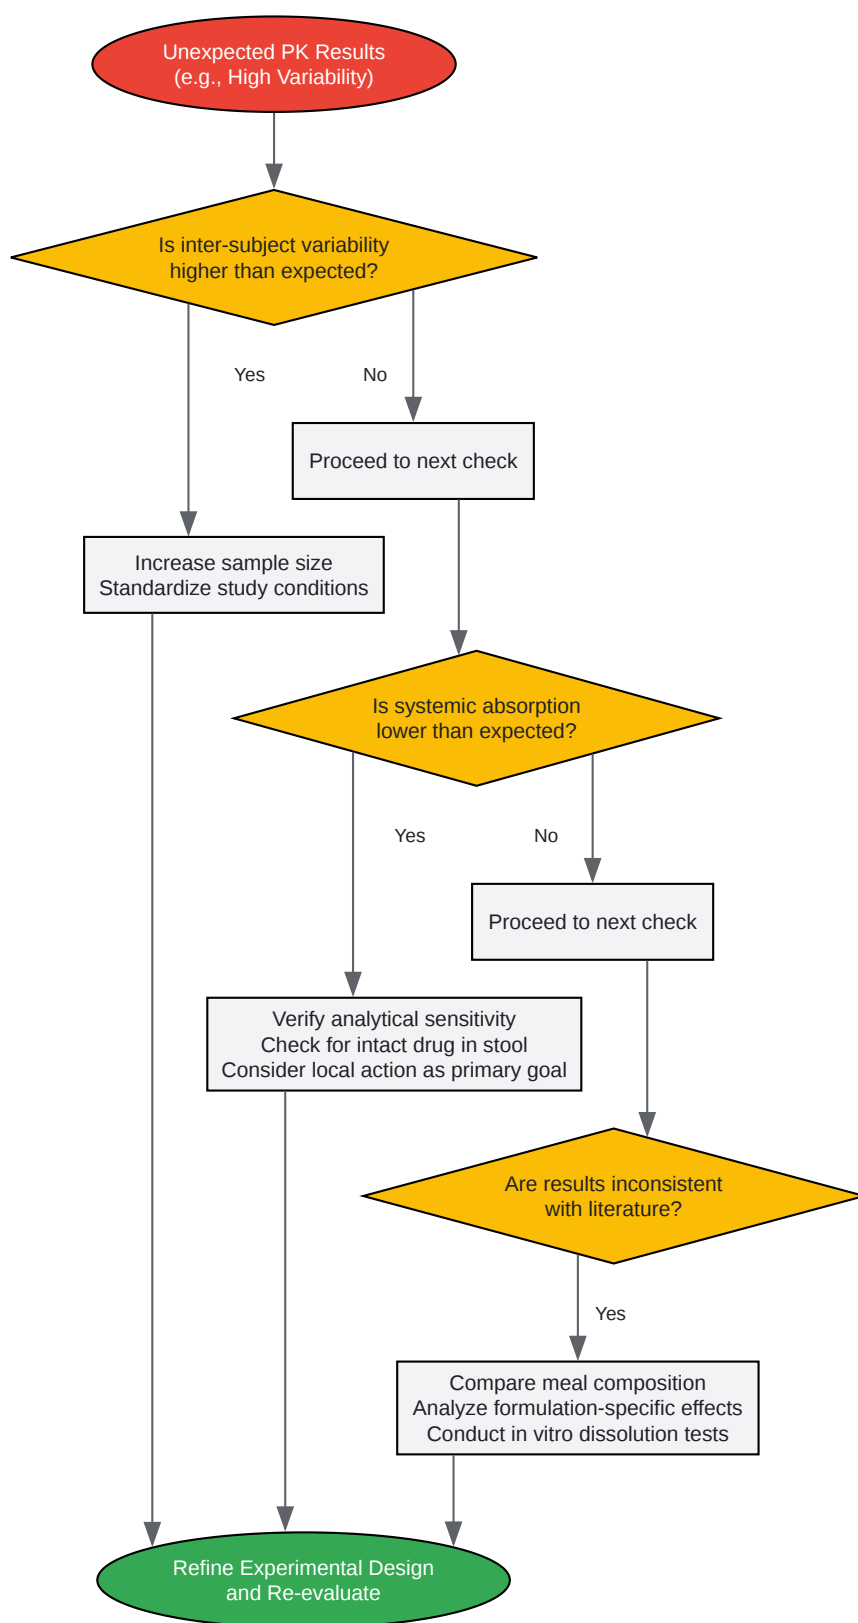 Unexpected PK Results
(e.g., High Variability)
Is inter-subject variability
higher than expected?
Yes
No
Proceed to next check
Increase sample size
Standardize study conditions
Is systemic absorption
lower than expected?
Yes
No
Proceed to next check
Verify analytical sensitivity
Check for intact drug in stool
Consider local action as primary goal
Are results inconsistent
with literature?
Yes
Compare meal composition
Analyze formulation-specific effects
Conduct in vitro dissolution tests
Refine Experimental Design
and Re-evaluate